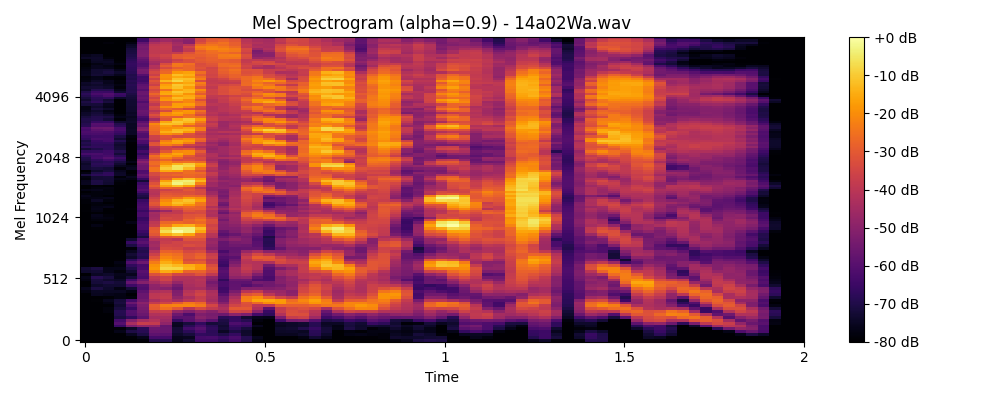 Mel Spectrogram (alpha=0.9) - 14a02Wa.wav
+0 dB
-10 dB
-20 dB
-30 dB
-40 dB
-50 dB
-60 dB
-70 dB
-80 dB
Mel Frequency
4096
2048
1024
512
0
0
0.5
1
1.5
2
Time